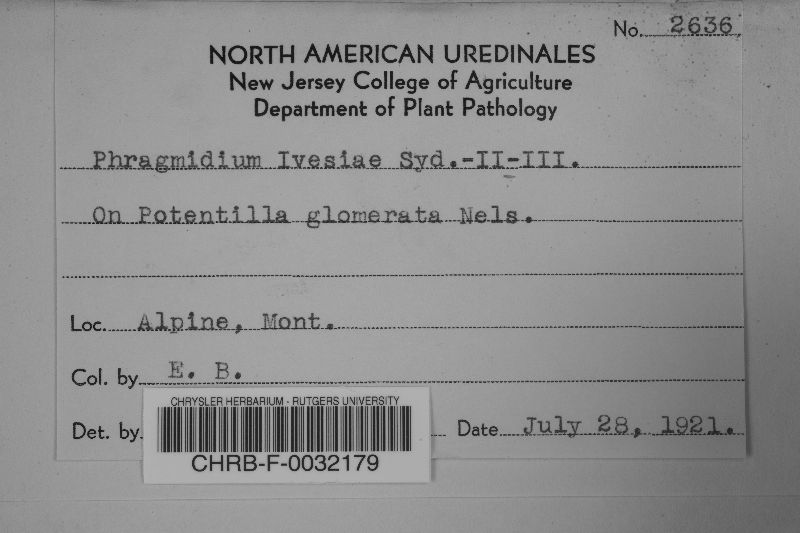 No. 2636
NORTH AMERICAN UREDINALES
New Jersey College of Agriculture
Department of Plant Pathology
Phragmidium Ivesiae Syd.-II-III.
On Potentilla glomerata Nels.
Loc. Alpine, Mont.
Col. by E. B.
Det. by Date July 28, 1921.
CHRYSLER HERBARIUM - RUTGERS UNIVERSITY
CHRB-F-0032179